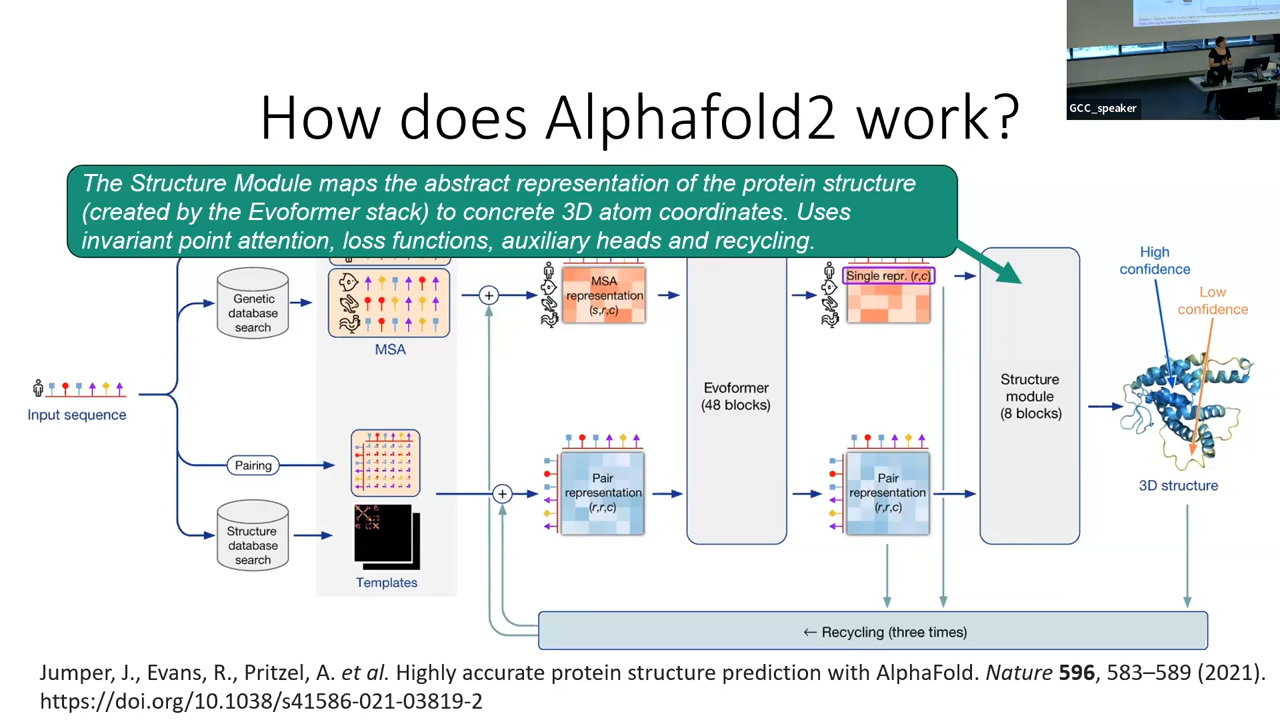 GCC_speaker
How does Alphafold2 work?
The Structure Module maps the abstract representation of the protein structure
(created by the Evoformer stack) to concrete 3D atom coordinates. Uses
invariant point attention, loss functions, auxiliary heads and recycling.
Genetic
database
search
MSA
Input sequence
Pairing
Structure
database
search
Templates
+
+
MSA
representation
(s,r,c)
Pair
representation
(r,r,c)
Evoformer
(48 blocks)
Single repr. (r,c)
Pair
representation
(r,r,c)
Structure
module
(8 blocks)
High
confidence
Low
confidence
3D structure
← Recycling (three times)
Jumper, J., Evans, R., Pritzel, A. et al. Highly accurate protein structure prediction with AlphaFold. Nature 596, 583–589 (2021).
https://doi.org/10.1038/s41586-021-03819-2